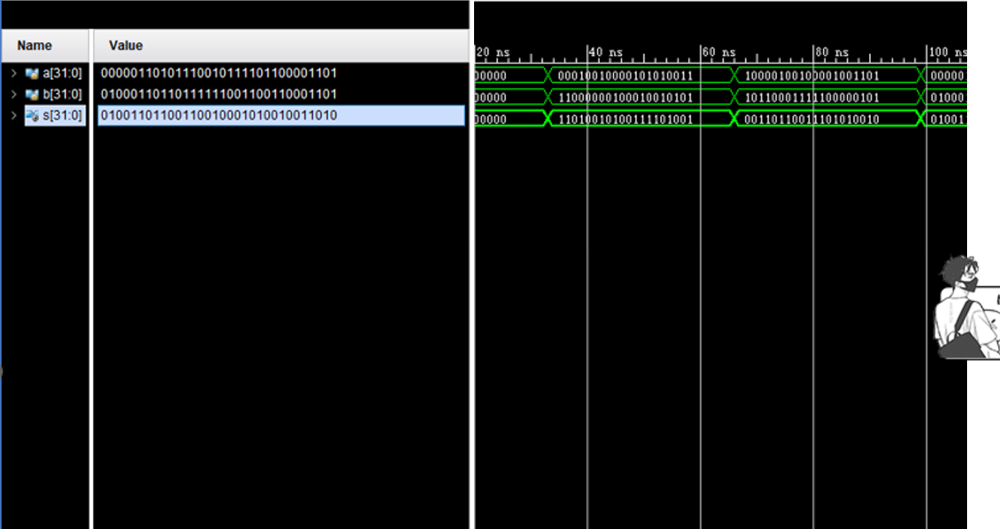 Name Value
a[31:0] 00000110101110010111101100001101
b[31:0] 01000110110111111001100110001101
s[31:0] 01001101100110010001010010011010
20 ns 40 ns 60 ns 80 ns 100 ns
00000 00010010000101010011 10000100100001001101 00000
00000 11000000100010010101 10110001111100000101 01000
00000 11010010100111101001 00110110011101010010 01001